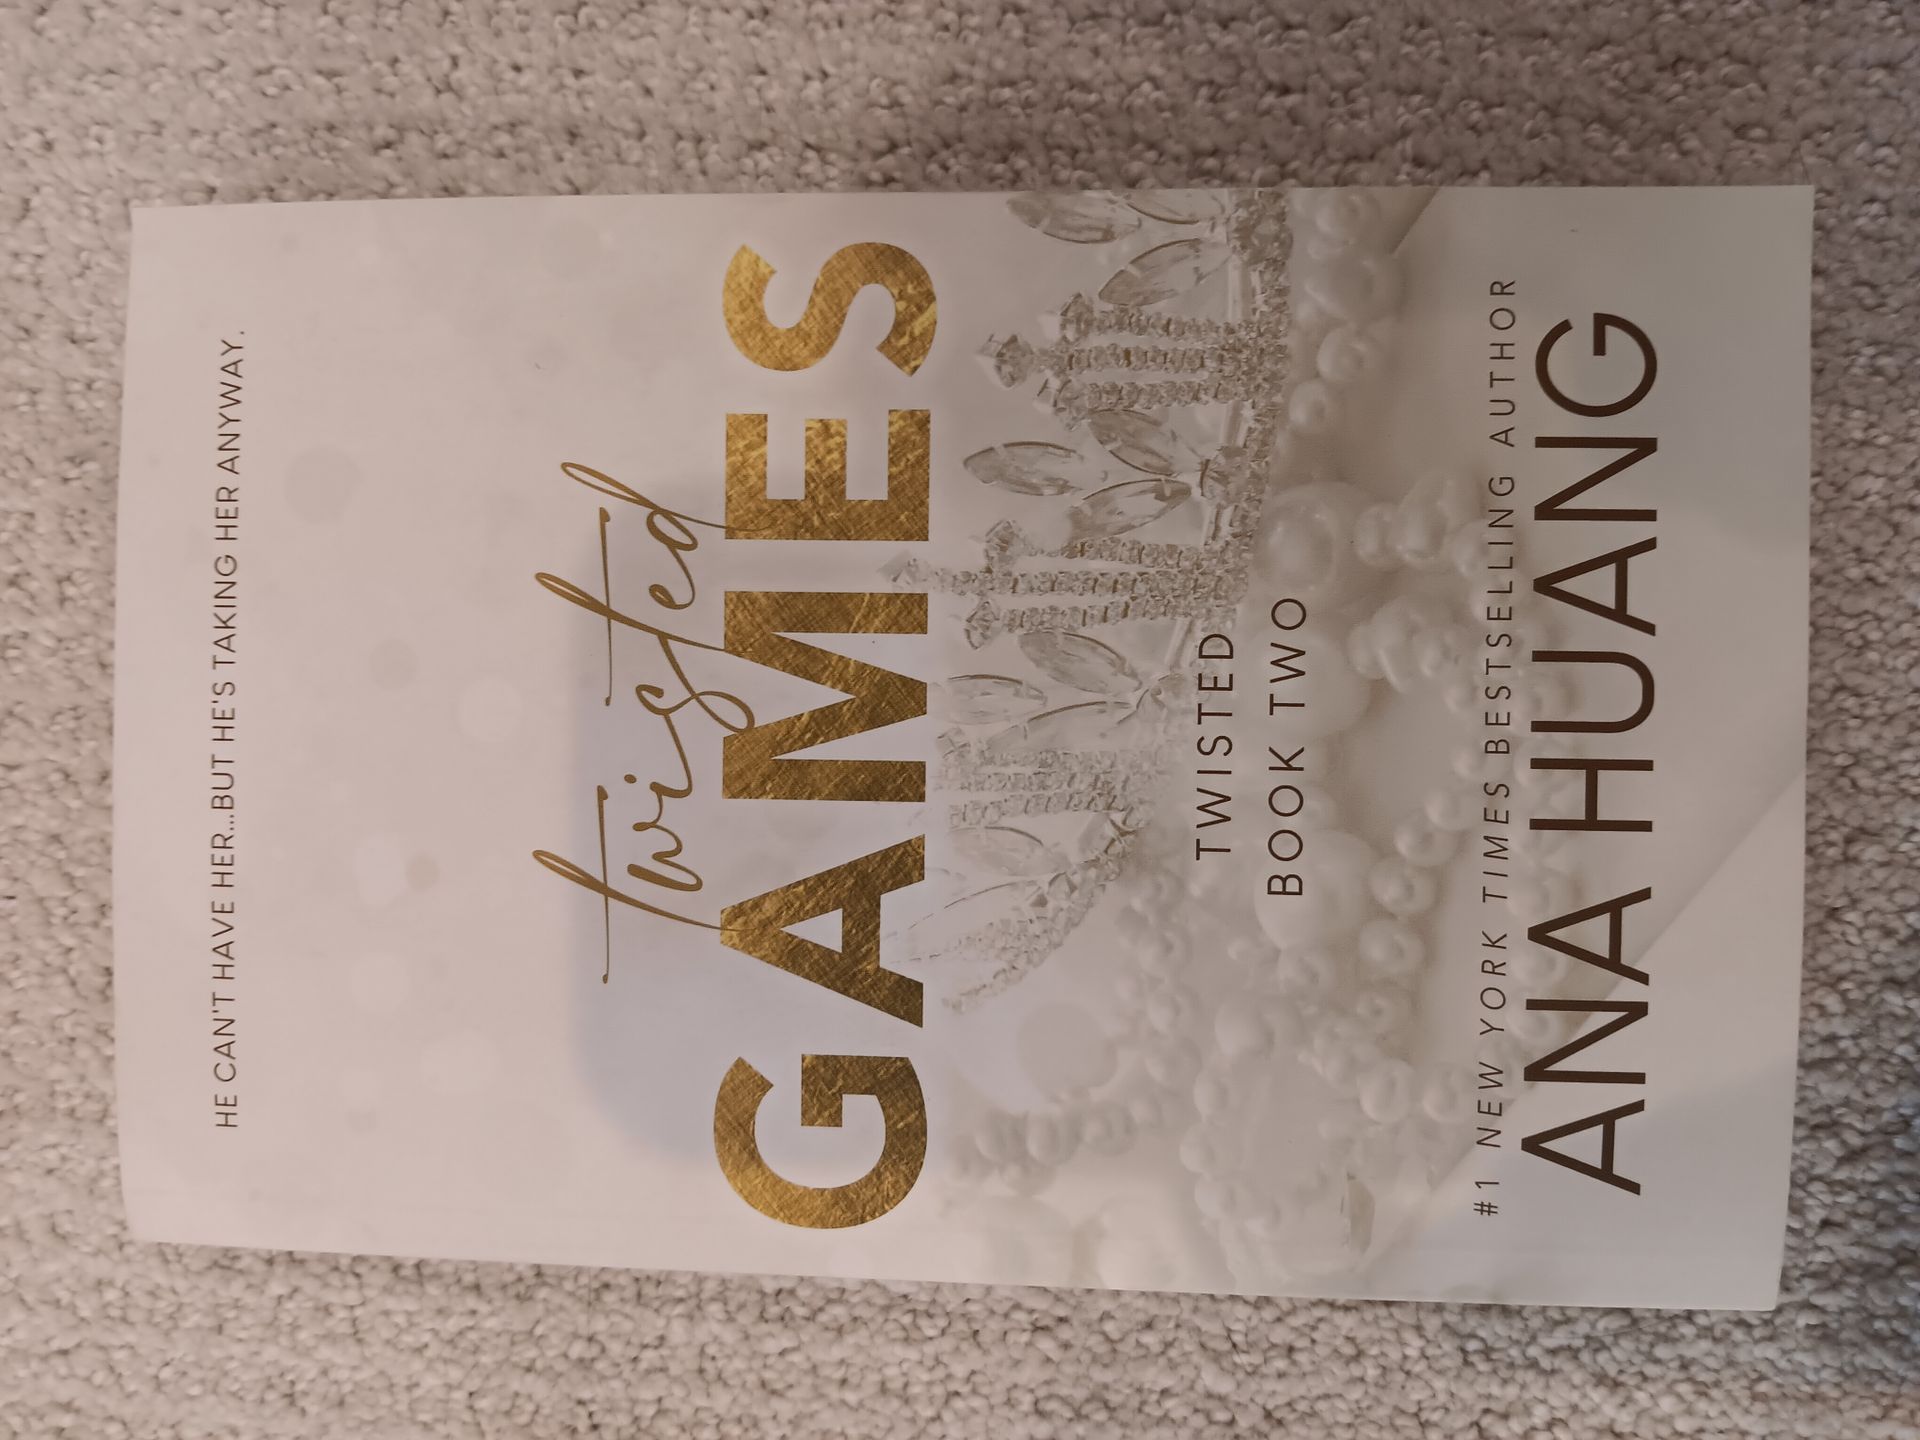 HE CAN'T HAVE HER...BUT HE'S TAKING HER ANYWAY.
twisted
GAMES
TWISTED
BOOK TWO
#1 NEW YORK TIMES BESTSELLING AUTHOR
ANA HUANG